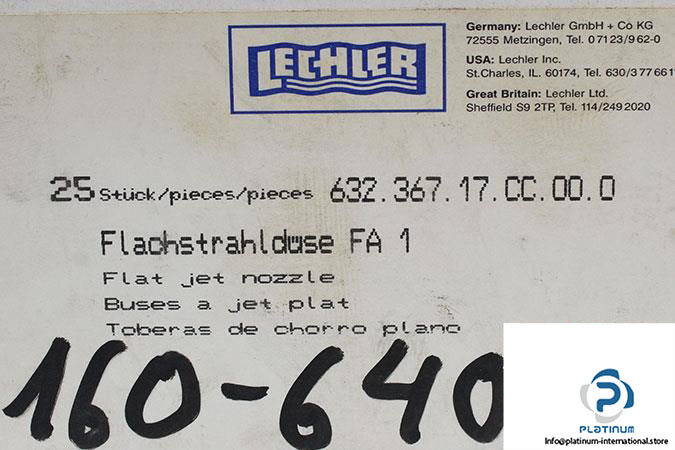 LECHLER
Germany: Lechler GmbH + Co KG
72555 Metzingen, Tel. 07123/962-0
USA: Lechler Inc.
St.Charles, IL. 60174, Tel. 630/3776611
Great Britain: Lechler Ltd.
Sheffield S9 2TP, Tel. 114/2492020
25 Stück/pieces/pieces 632.367.17.CC.00.0
Flachstrahldüse FA 1
Flat jet nozzle
Buses a jet plat
Toberas de chorro plano
160-640
PLATINUM
Info@platinum-international.store